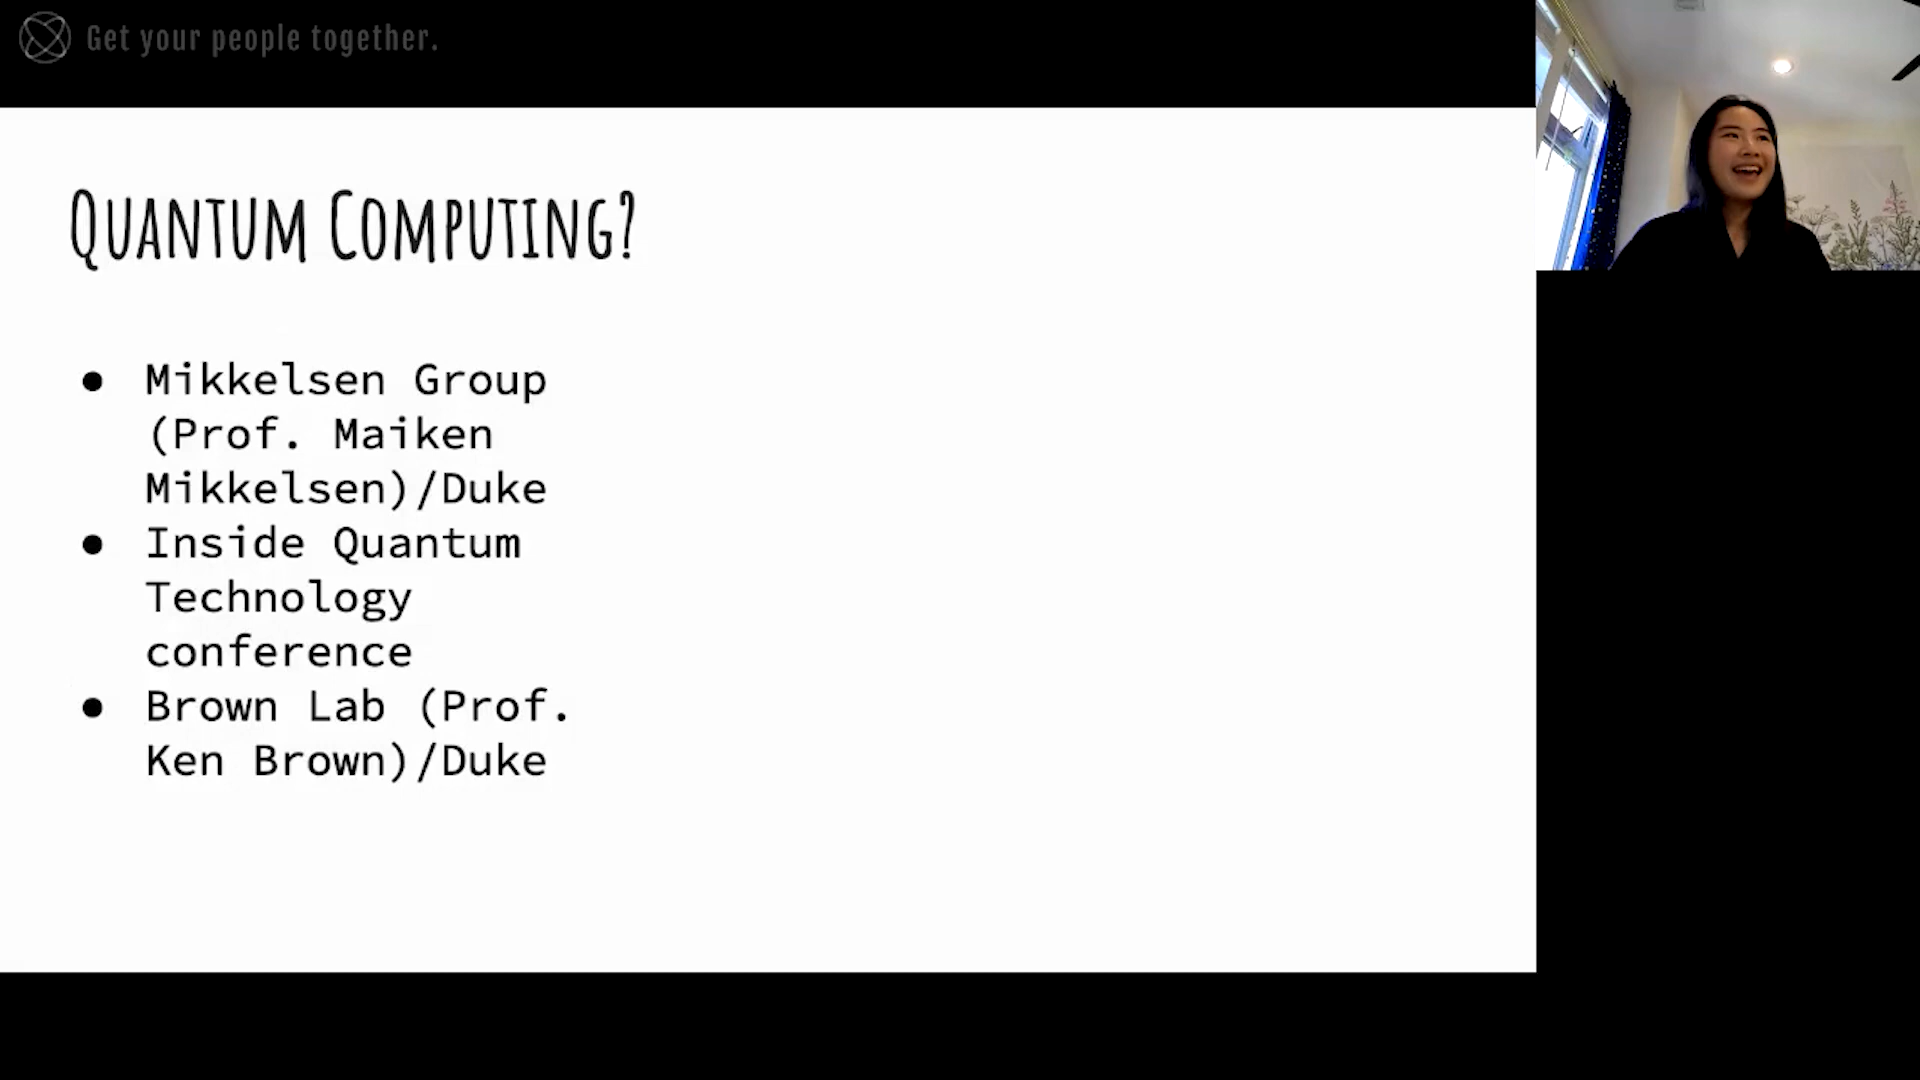 Get your people together.
Quantum Computing?
● Mikkelsen Group
(Prof. Maiken
Mikkelsen)/Duke
● Inside Quantum
Technology
conference
● Brown Lab (Prof.
Ken Brown)/Duke